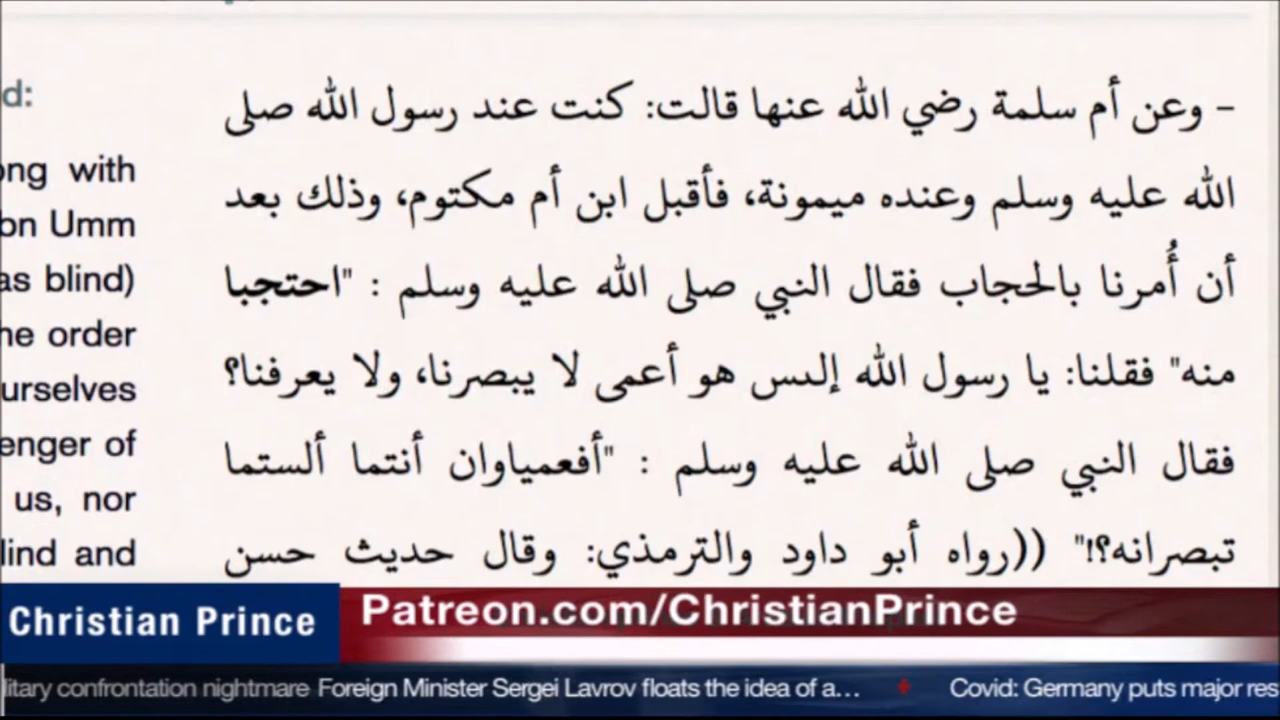 d:
ong with
on Umm
as blind)
he order
urselves
enger of
us, nor
lind and
– وعن أم سلمة رضي الله عنها قالت: كنت عند رسول الله صلى
الله عليه وسلم وعنده ميمونة، فأقبل ابن أم مكتوم، وذلك بعد
أن أُمرنا بالحجاب فقال النبي صلى الله عليه وسلم : "احتجبا
منه" فقلنا: يا رسول الله إليس هو أعمى لا يبصرنا، ولا يعرفنا؟
فقال النبي صلى الله عليه وسلم : "أفعمياوان أنتما ألستما
تبصرانه؟!" ((رواه أبو داود والترمذي: وقال حديث حسن
Christian Prince
Patreon.com/ChristianPrince
litary confrontation nightmare Foreign Minister Sergei Lavrov floats the idea of a… Covid: Germany puts major res